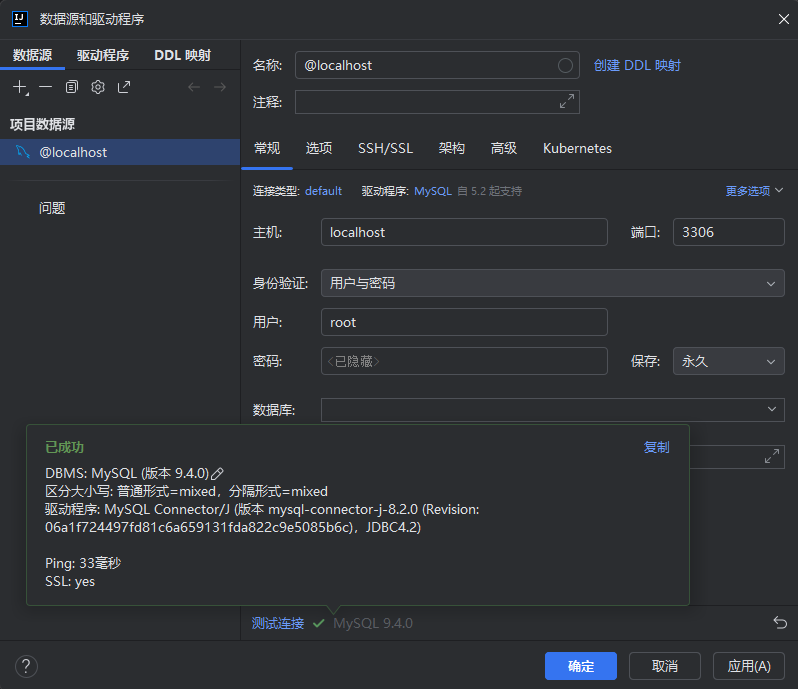 数据源和驱动程序
数据源 驱动程序 DDL 映射
项目数据源
@localhost
问题
名称: @localhost 创建 DDL 映射
注释:
常规 选项 SSH/SSL 架构 高级 Kubernetes
连接类型: default 驱动程序: MySQL 自 5.2 起支持 更多选项
主机: localhost 端口: 3306
身份验证: 用户与密码
用户: root
密码: <已隐藏> 保存: 永久
数据库:
已成功 复制
DBMS: MySQL (版本 9.4.0)
区分大小写: 普通形式=mixed，分隔形式=mixed
驱动程序: MySQL Connector/J (版本 mysql-connector-j-8.2.0 (Revision:
06a1f724497fd81c6a659131fda822c9e5085b6c)，JDBC4.2)
Ping: 33毫秒
SSL: yes
测试连接 MySQL 9.4.0
? 确定 取消 应用(A)